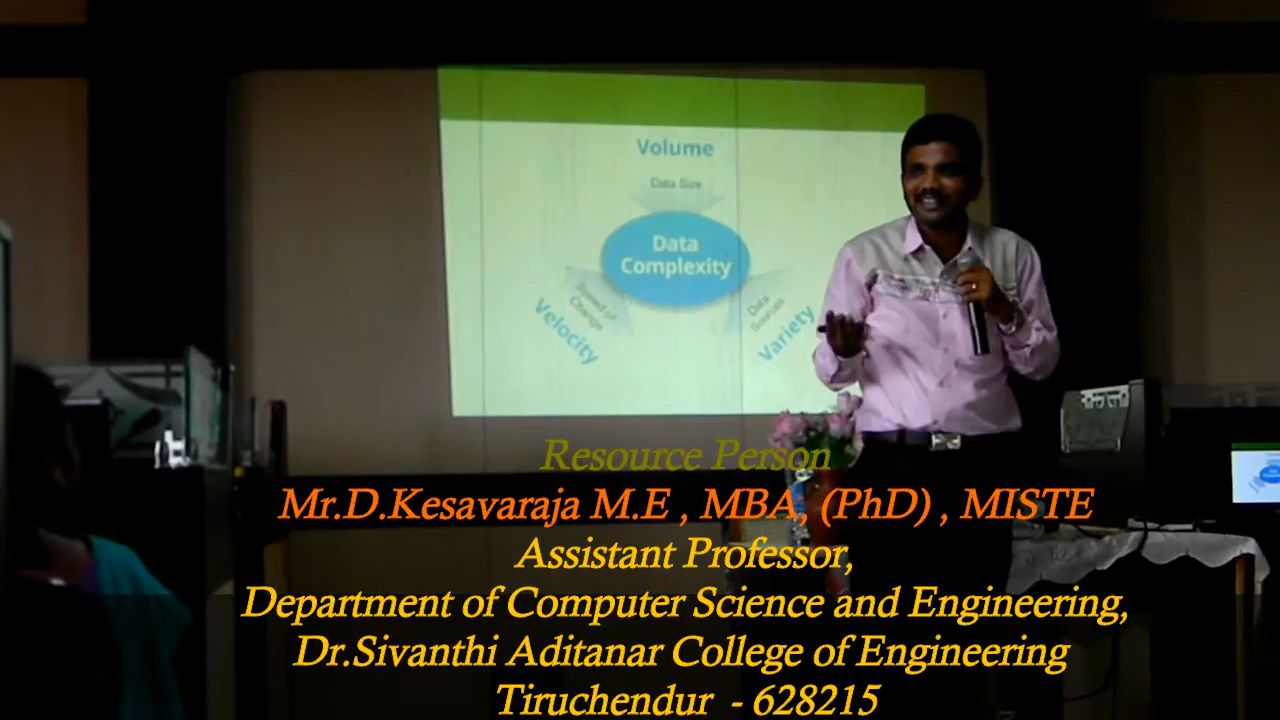 Volume
Data Size
Data
Complexity
Speed of
Change
Velocity
Data
Sources
Variety
Resource Person
Mr.D.Kesavaraja M.E , MBA, (PhD) , MISTE
Assistant Professor,
Department of Computer Science and Engineering,
Dr.Sivanthi Aditanar College of Engineering
Tiruchendur - 628215